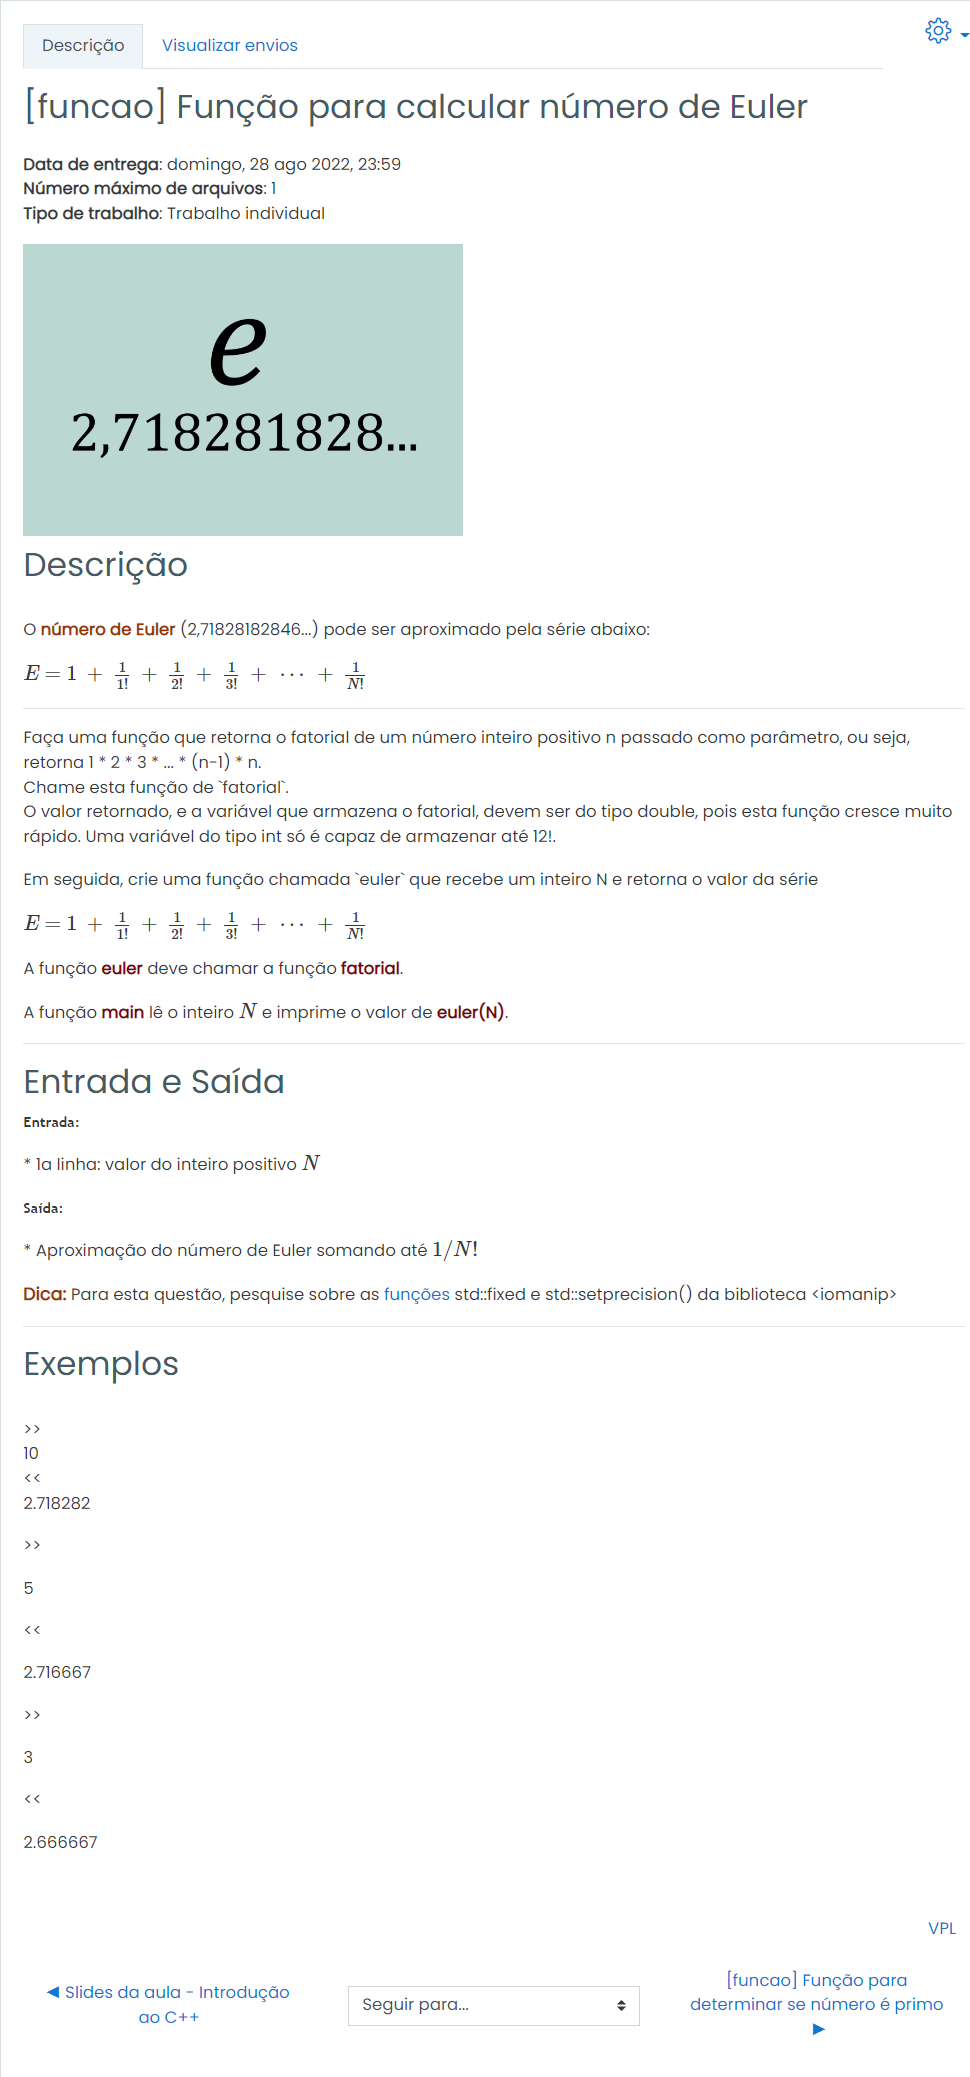 Descrição
Visualizar envios
[funcao] Função para calcular número de Euler
Data de entrega: domingo, 28 ago 2022, 23:59
Número máximo de arquivos: 1
Tipo de trabalho: Trabalho individual
e
2,718281828...
Descrição
O número de Euler (2,71828182846...) pode ser aproximado pela série abaixo:
E = 1 + 1/1! + 1/2! + 1/3! + ⋯ + 1/N!
Faça uma função que retorna o fatorial de um número inteiro positivo n passado como parâmetro, ou seja,
retorna 1 * 2 * 3 * ... * (n-1) * n.
Chame esta função de `fatorial`.
O valor retornado, e a variável que armazena o fatorial, devem ser do tipo double, pois esta função cresce muito
rápido. Uma variável do tipo int só é capaz de armazenar até 12!.
Em seguida, crie uma função chamada `euler` que recebe um inteiro N e retorna o valor da série
E = 1 + 1/1! + 1/2! + 1/3! + ⋯ + 1/N!
A função euler deve chamar a função fatorial.
A função main lê o inteiro N e imprime o valor de euler(N).
Entrada e Saída
Entrada:
* 1a linha: valor do inteiro positivo N
Saída:
* Aproximação do número de Euler somando até 1/N!
Dica: Para esta questão, pesquise sobre as funções std::fixed e std::setprecision() da biblioteca <iomanip>
Exemplos
>>
10
<<
2.718282
>>
5
<<
2.716667
>>
3
<<
2.666667
VPL
◄ Slides da aula - Introdução
ao C++
Seguir para...
[funcao] Função para
determinar se número é primo
►